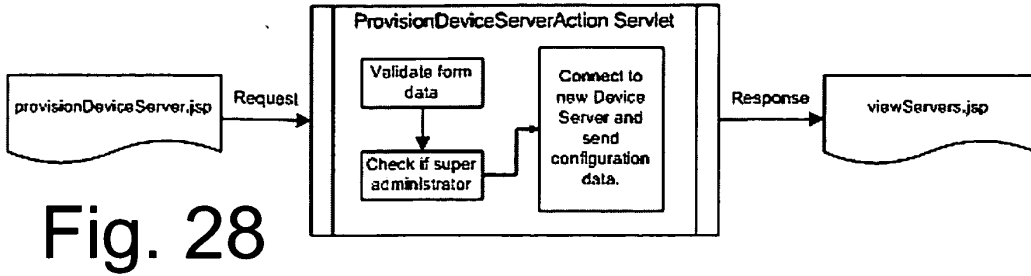 ProvisionDeviceServerAction Servlet
provisionDeviceServer.jsp
Request
Validate form
data
Check if super
administrator
Connect to
new Device
Server and
send
configuration
data.
Response
viewServers.jsp
Fig. 28